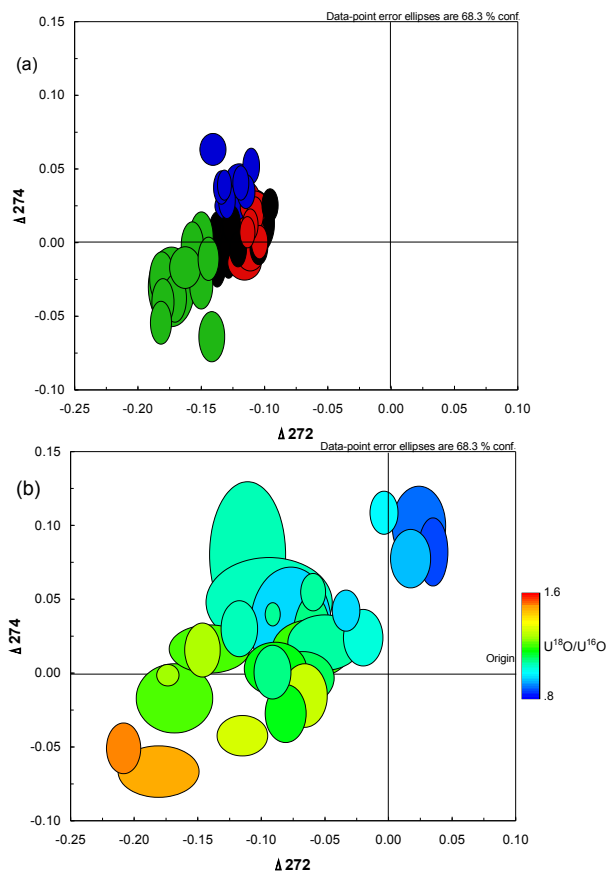 Data-point error ellipses are 68.3 % conf.
(a)
0.15
0.10
0.05
0.00
-0.05
-0.10
Δ 274
-0.25 -0.20 -0.15 -0.10 -0.05 0.00 0.05 0.10
Δ 272
Data-point error ellipses are 68.3 % conf.
(b)
0.15
0.10
0.05
0.00
-0.05
-0.10
Δ 274
Origin
1.6
U¹⁸O/U¹⁶O
.8
-0.25 -0.20 -0.15 -0.10 -0.05 0.00 0.05 0.10
Δ 272